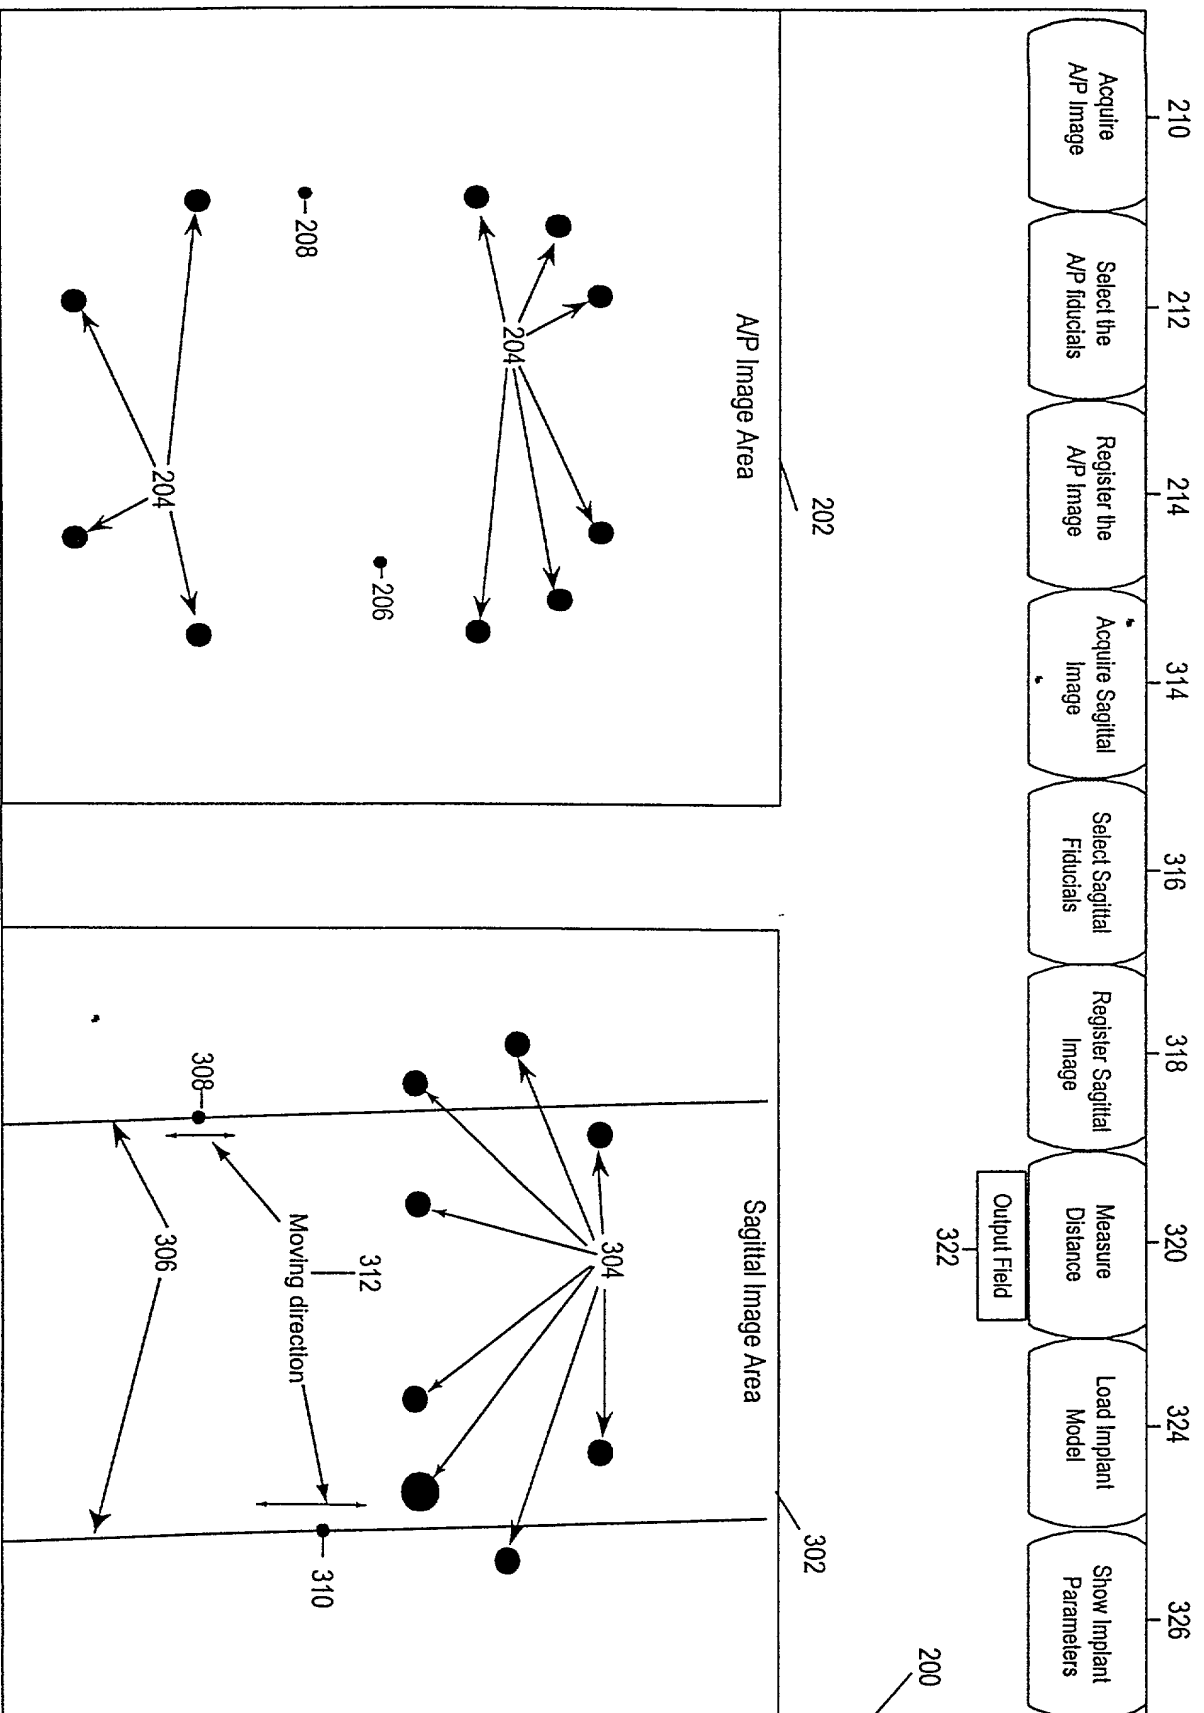 210
212
214
314
316
318
320
324
326
Acquire
A/P Image
Select the
A/P fiducials
Register the
A/P Image
Acquire Sagittal
Image
Select Sagittal
Fiducials
Register Sagittal
Image
Measure
Distance
Load Implant
Model
Show Implant
Parameters
Output Field
322
200
202
A/P Image Area
204
206
208
204
302
Sagittal Image Area
304
312
Moving direction
310
308
306